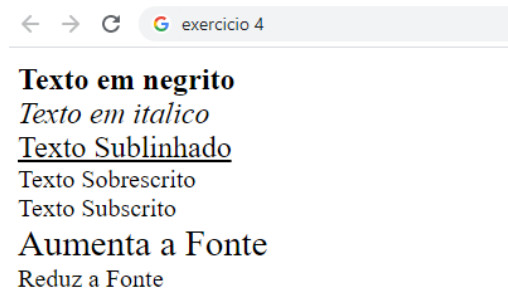 exercicio 4
Texto em negrito
Texto em italico
Texto Sublinhado
Texto Sobrescrito
Texto Subscrito
Aumenta a Fonte
Reduz a Fonte